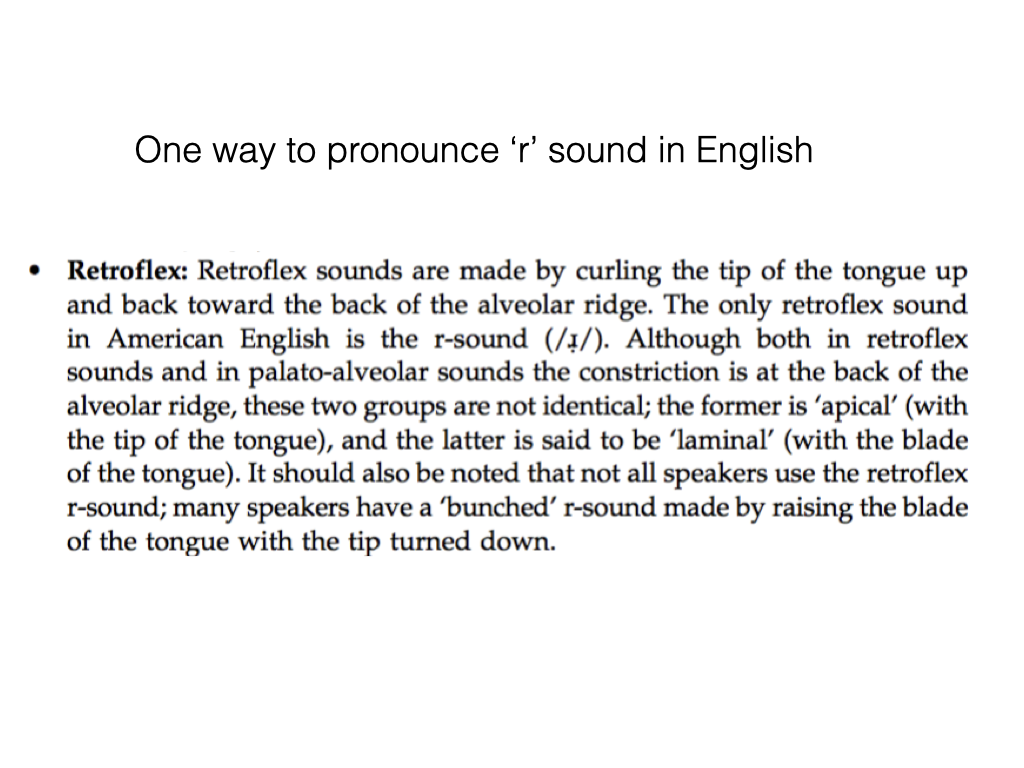 One way to pronounce ‘r’ sound in English
• Retroflex: Retroflex sounds are made by curling the tip of the tongue up
and back toward the back of the alveolar ridge. The only retroflex sound
in American English is the r-sound (/ɹ̣/). Although both in retroflex
sounds and in palato-alveolar sounds the constriction is at the back of the
alveolar ridge, these two groups are not identical; the former is ‘apical’ (with
the tip of the tongue), and the latter is said to be ‘laminal’ (with the blade
of the tongue). It should also be noted that not all speakers use the retroflex
r-sound; many speakers have a ‘bunched’ r-sound made by raising the blade
of the tongue with the tip turned down.